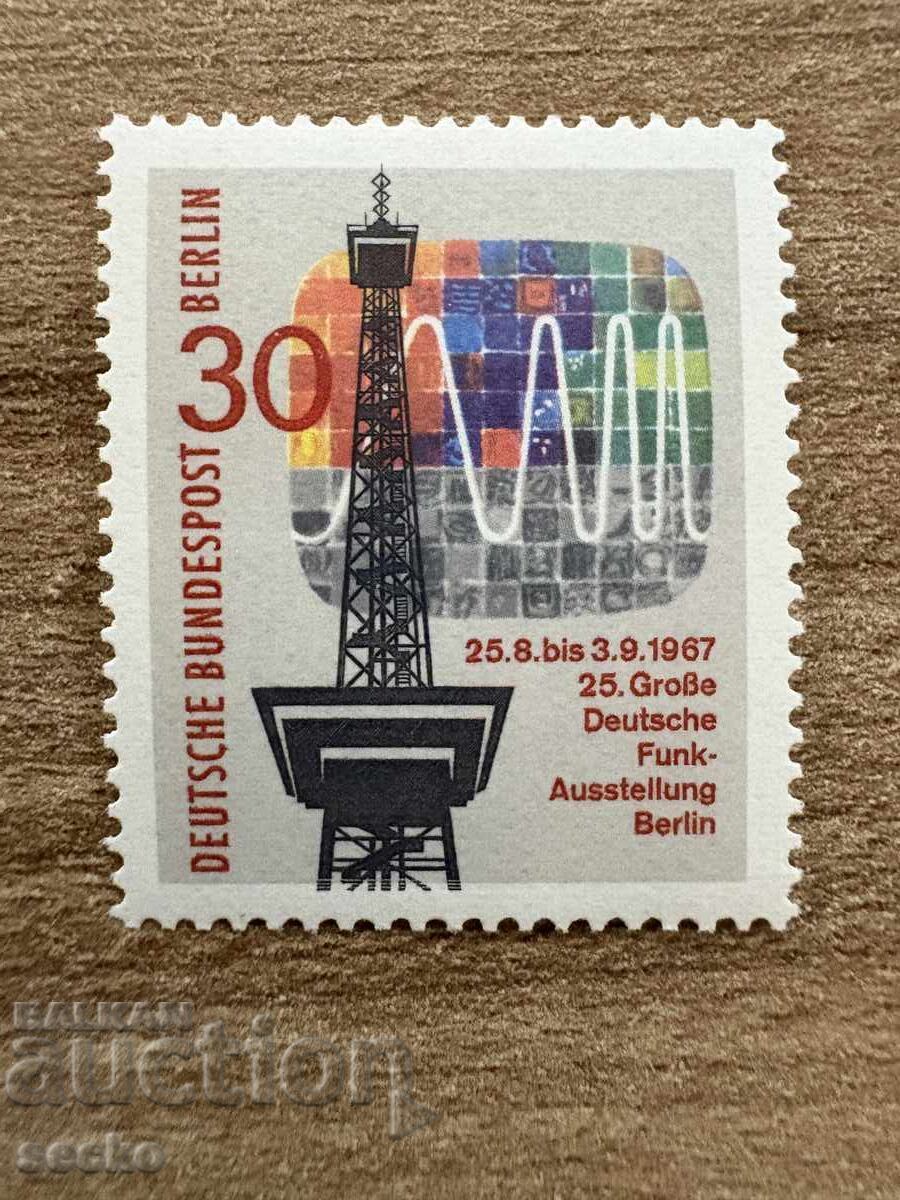 DEUTSCHE BUNDESPOST BERLIN
30
25.8.bis 3.9.1967
25. Große
Deutsche
Funk-
Ausstellung
Berlin
BALKAN
auction
secko